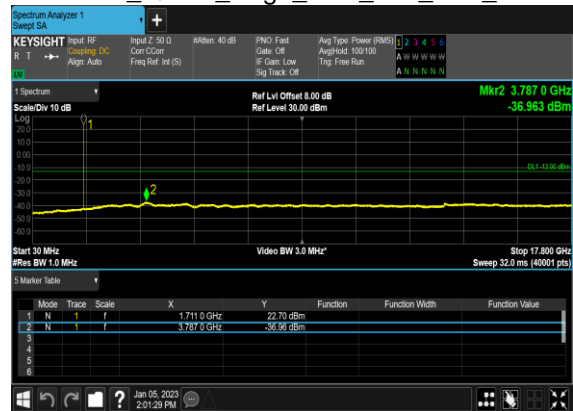 Spectrum Analyzer 1
Swept SA
+
KEYSIGHT
R T
Input: RF
Coupling: DC
Align: Auto
Input Z: 50 Ω
Corr CCorr
Freq Ref: Int (S)
#Atten: 40 dB
PNO: Fast
Gate: Off
IF Gain: Low
Sig Track: Off
Avg Type: Power (RMS)
Avg|Hold: 100/100
Trig: Free Run
1 2 3 4 5 6
A W W W W W
A N N N N N
1 Spectrum
Scale/Div 10 dB
Ref Lvl Offset 8.00 dB
Ref Level 30.00 dBm
Mkr2 3.787 0 GHz
-36.963 dBm
Log
20.0
10.0
0.00
-10.0
-20.0
-30.0
-40.0
-50.0
-60.0
1
2
DL1 -13.00 dBm
Start 30 MHz
#Res BW 1.0 MHz
Video BW 3.0 MHz*
Stop 17.800 GHz
Sweep 32.0 ms (40001 pts)
5 Marker Table
Mode Trace Scale X Y Function Function Width Function Value
1 N 1 f 1.711 0 GHz 22.70 dBm
2 N 1 f 3.787 0 GHz -36.96 dBm
3
4
5
6
? Jan 05, 2023
2:01:29 PM